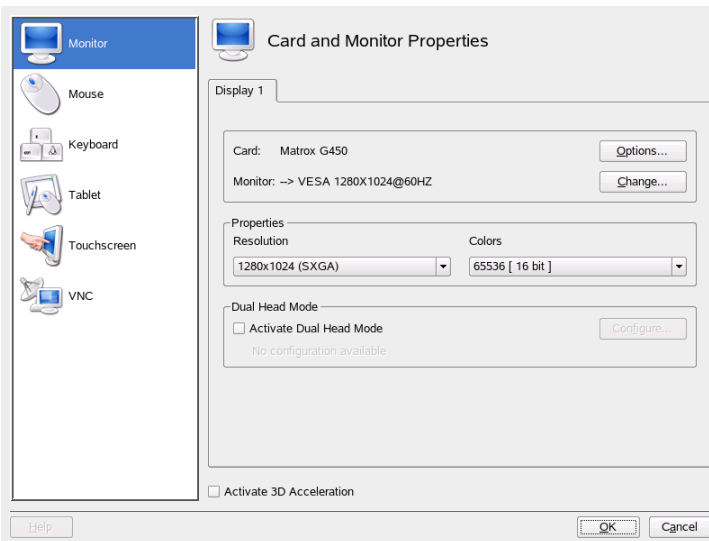 Monitor
Mouse
Keyboard
Tablet
Touchscreen
VNC
Card and Monitor Properties
Display 1
Card: Matrox G450
Options...
Monitor: --> VESA 1280X1024@60HZ
Change...
Properties
Resolution Colors
1280x1024 (SXGA) 65536 [ 16 bit ]
Dual Head Mode
Activate Dual Head Mode
Configure...
No configuration available
Activate 3D Acceleration
Help OK Cancel